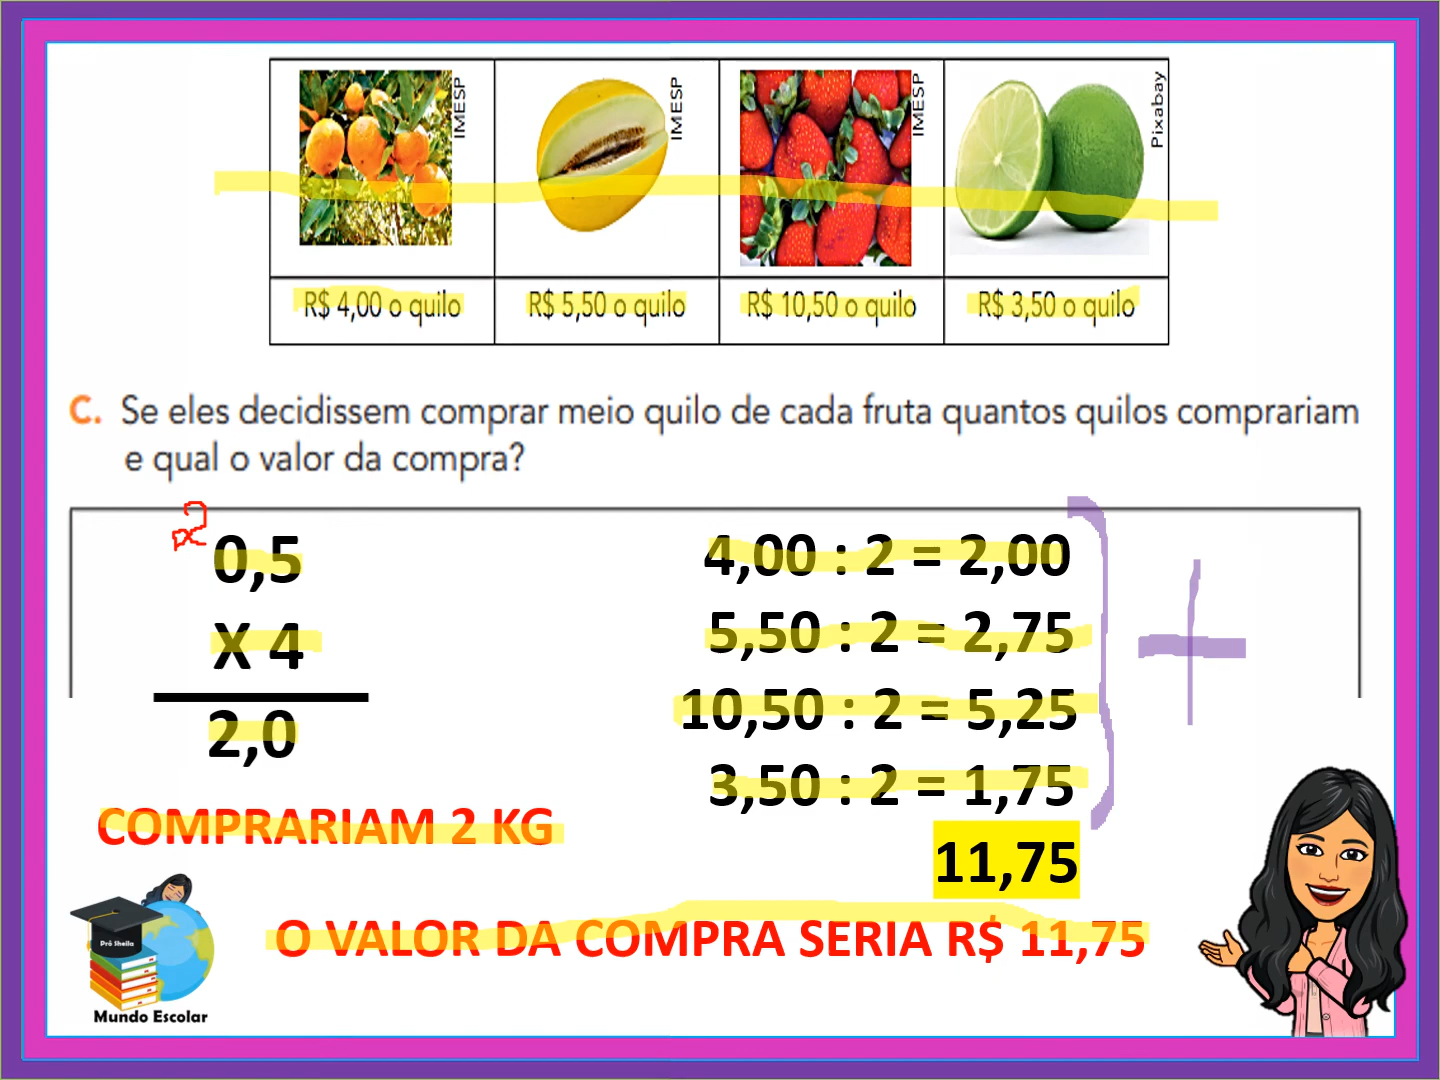 IMESP
IMESP
IMESP
Pixabay
R$ 4,00 o quilo
R$ 5,50 o quilo
R$ 10,50 o quilo
R$ 3,50 o quilo
C. Se eles decidissem comprar meio quilo de cada fruta quantos quilos comprariam
e qual o valor da compra?
2
0,5
X 4
2,0
4,00 : 2 = 2,00
5,50 : 2 = 2,75
10,50 : 2 = 5,25
3,50 : 2 = 1,75
+
11,75
COMPRARIAM 2 KG
O VALOR DA COMPRA SERIA R$ 11,75
Pró Sheila
Mundo Escolar